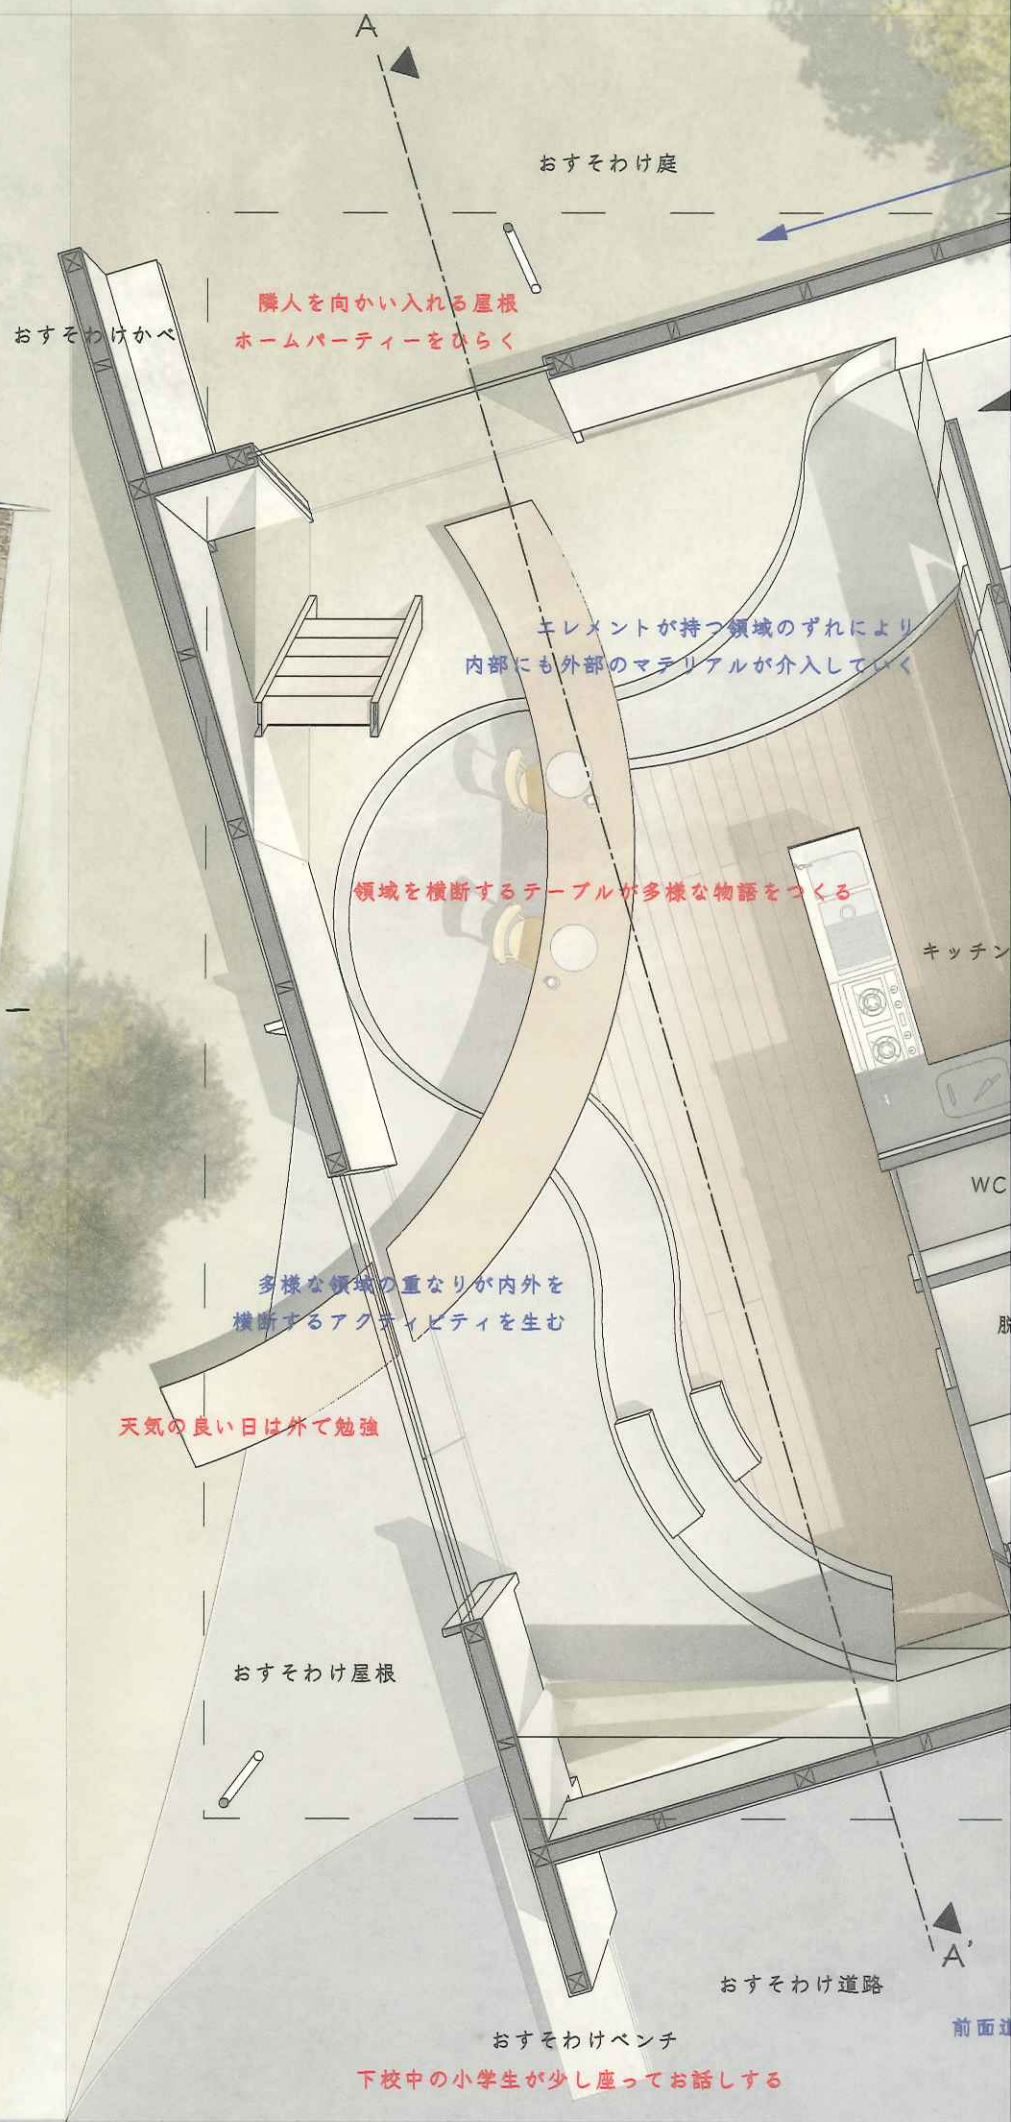 A
おすそわけ庭
隣人を向かい入れる屋根
ホームパーティーをひらく
おすそわけかべ
エレメントが持つ領域のずれにより
内部にも外部のマテリアルが介入していく
領域を横断するテーブルが多様な物語をつくる
キッチン
WC
脱
多様な領域の重なりが内外を
横断するアクティビティを生む
天気の良い日は外で勉強
おすそわけ屋根
A'
おすそわけ道路
前面道
おすそわけベンチ
下校中の小学生が少し座ってお話しする